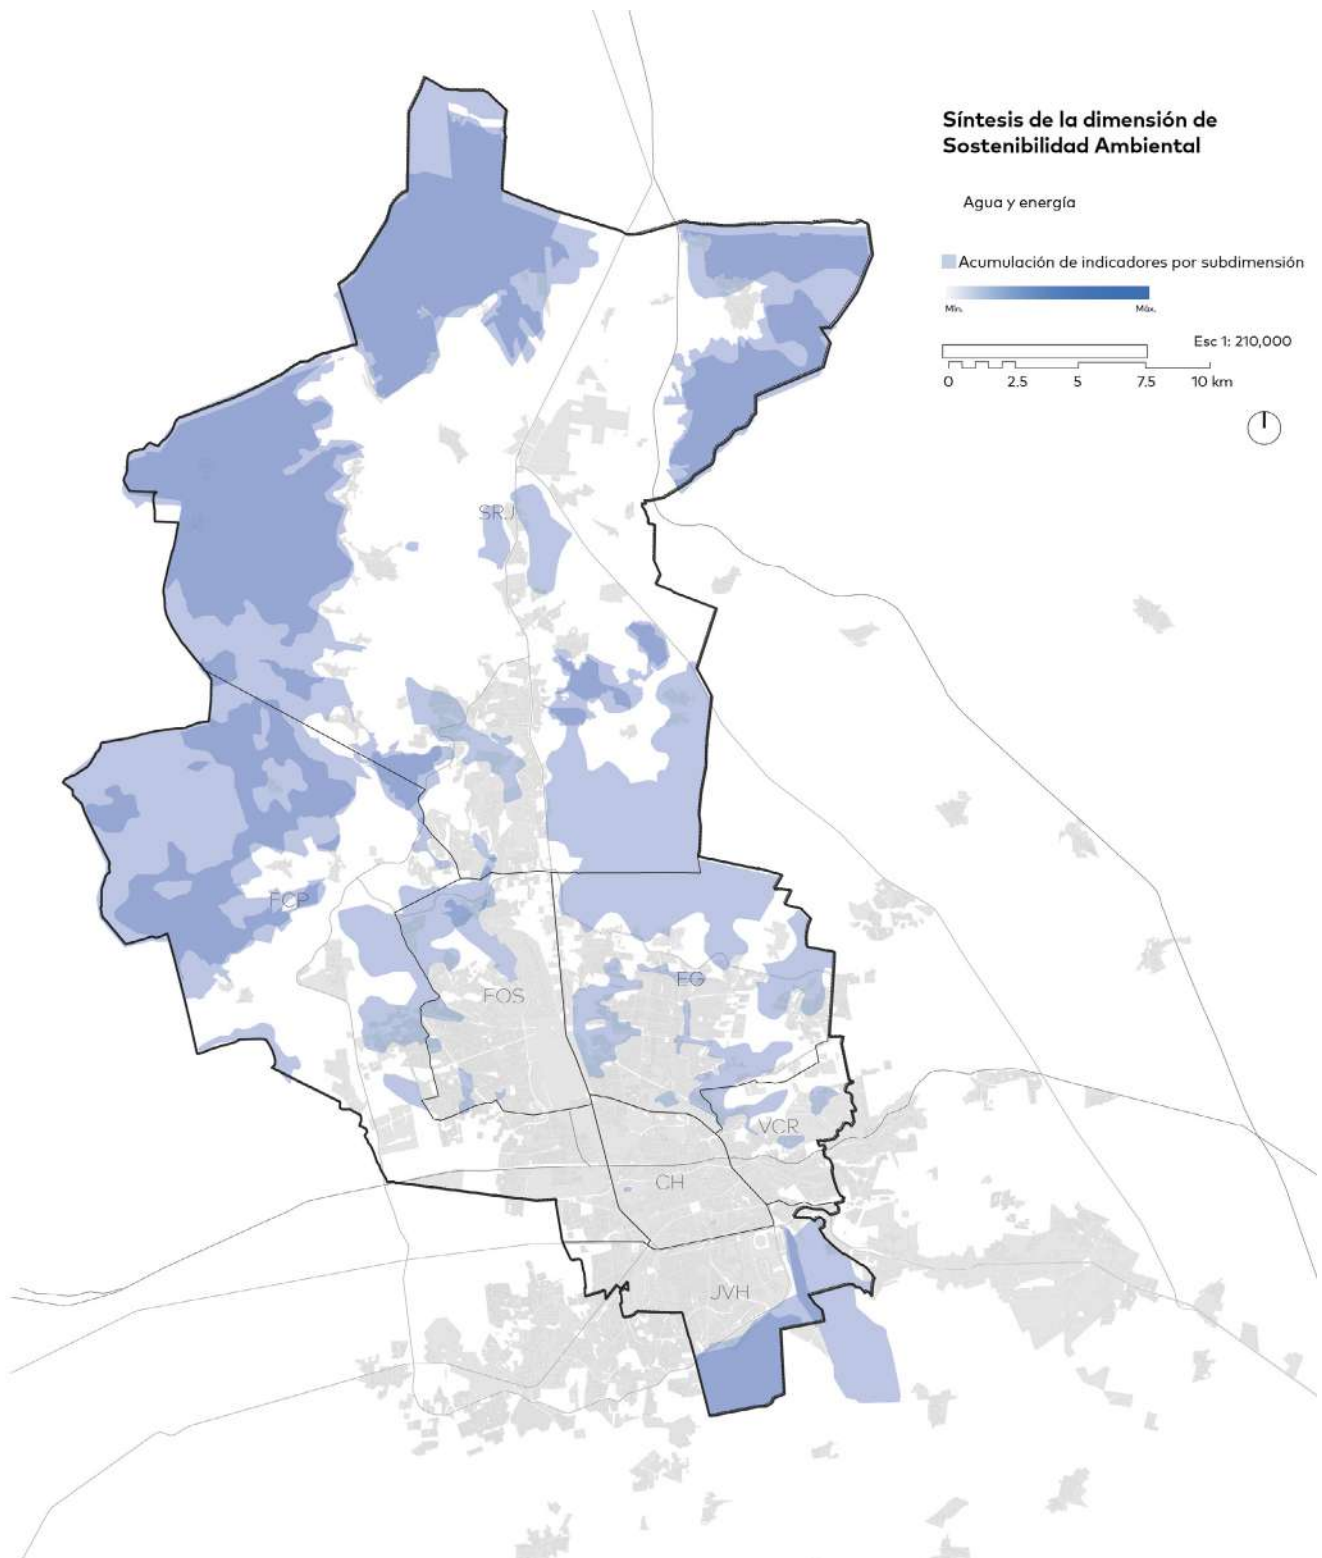 Síntesis de la dimensión de
Sostenibilidad Ambiental
Agua y energía
Acumulación de indicadores por subdimensión
Mín.
Máx.
Esc 1: 210,000
0
2.5
5
7.5
10 km
SRJ
FCP
EG
FOS
VCR
CH
JVH